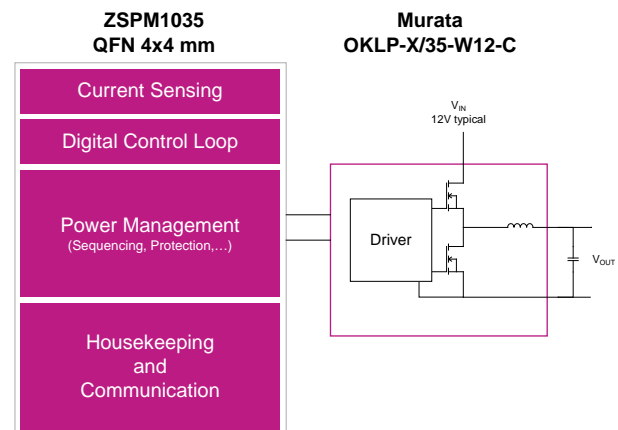 ZSPM1035
QFN 4x4 mm
Current Sensing
Digital Control Loop
Power Management
(Sequencing, Protection,…)
Housekeeping
and
Communication
Murata
OKLP-X/35-W12-C
VIN
12V typical
Driver
VOUT